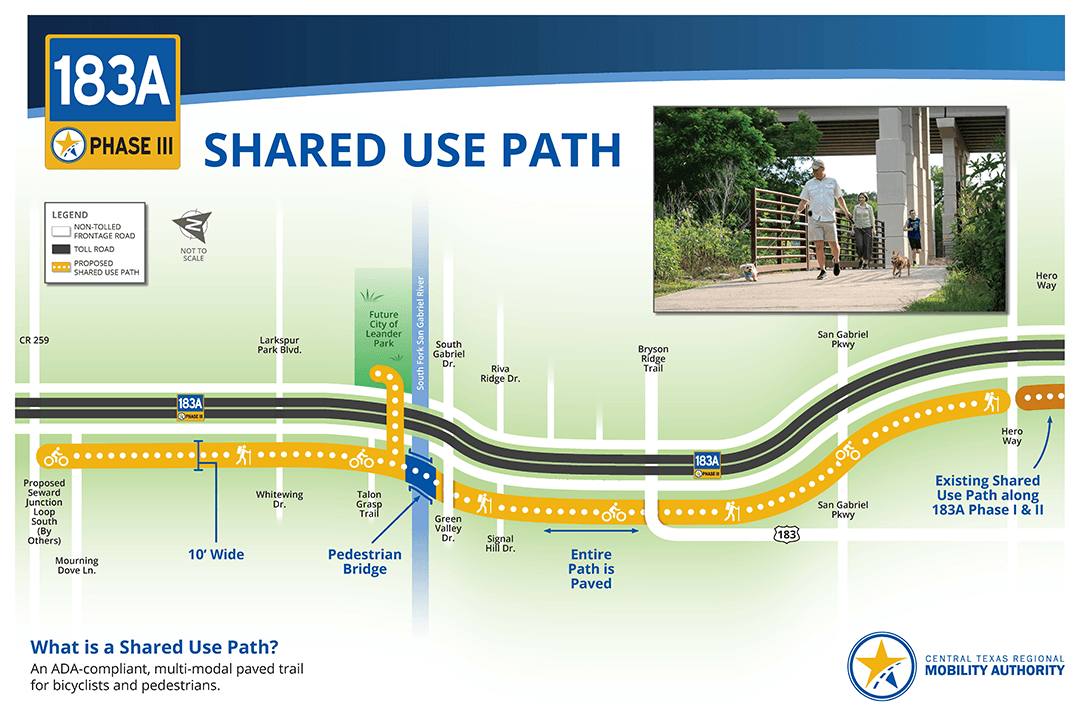 183A
PHASE III
SHARED USE PATH
LEGEND
NON-TOLLED
FRONTAGE ROAD
TOLL ROAD
PROPOSED
SHARED USE PATH
N
NOT TO
SCALE
CR 259
Larkspur
Park Blvd.
Future
City of
Leander
Park
South Fork San Gabriel River
South
Gabriel
Dr.
Riva
Ridge Dr.
Bryson
Ridge
Trail
San Gabriel
Pkwy
Hero
Way
183A
PHASE III
183A
PHASE III
Proposed
Seward
Junction
Loop
South
(By
Others)
Mourning
Dove Ln.
10' Wide
Whitewing
Dr.
Talon
Grasp
Trail
Pedestrian
Bridge
Green
Valley
Dr.
Signal
Hill Dr.
Entire
Path is
Paved
183
San Gabriel
Pkwy
Hero
Way
Existing Shared
Use Path along
183A Phase I & II
What is a Shared Use Path?
An ADA-compliant, multi-modal paved trail
for bicyclists and pedestrians.
CENTRAL TEXAS REGIONAL
MOBILITY AUTHORITY